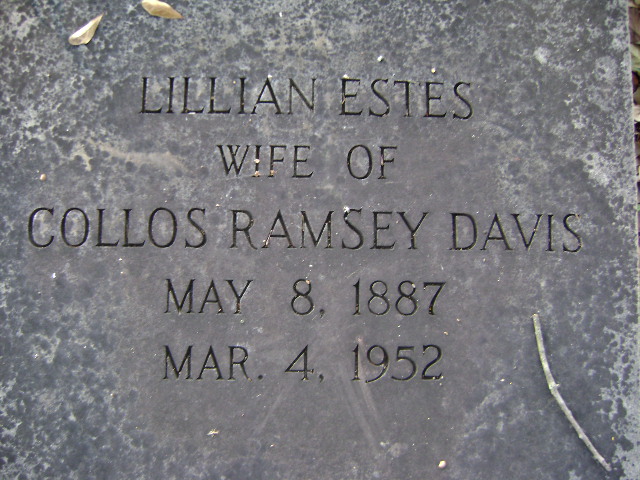 LILLIAN ESTES
WIFE OF
COLLOS RAMSEY DAVIS
MAY 8, 1887
MAR. 4, 1952